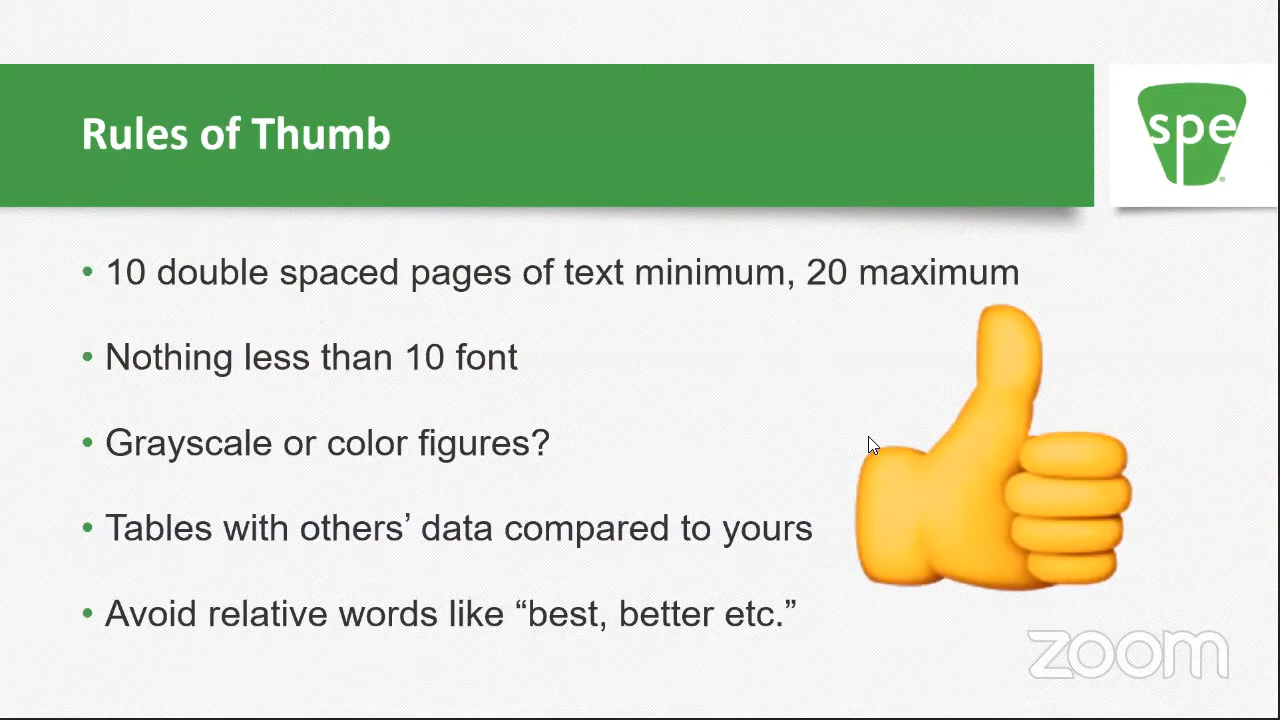 Rules of Thumb
spe
• 10 double spaced pages of text minimum, 20 maximum
• Nothing less than 10 font
• Grayscale or color figures?
• Tables with others’ data compared to yours
• Avoid relative words like “best, better etc.”
zoom